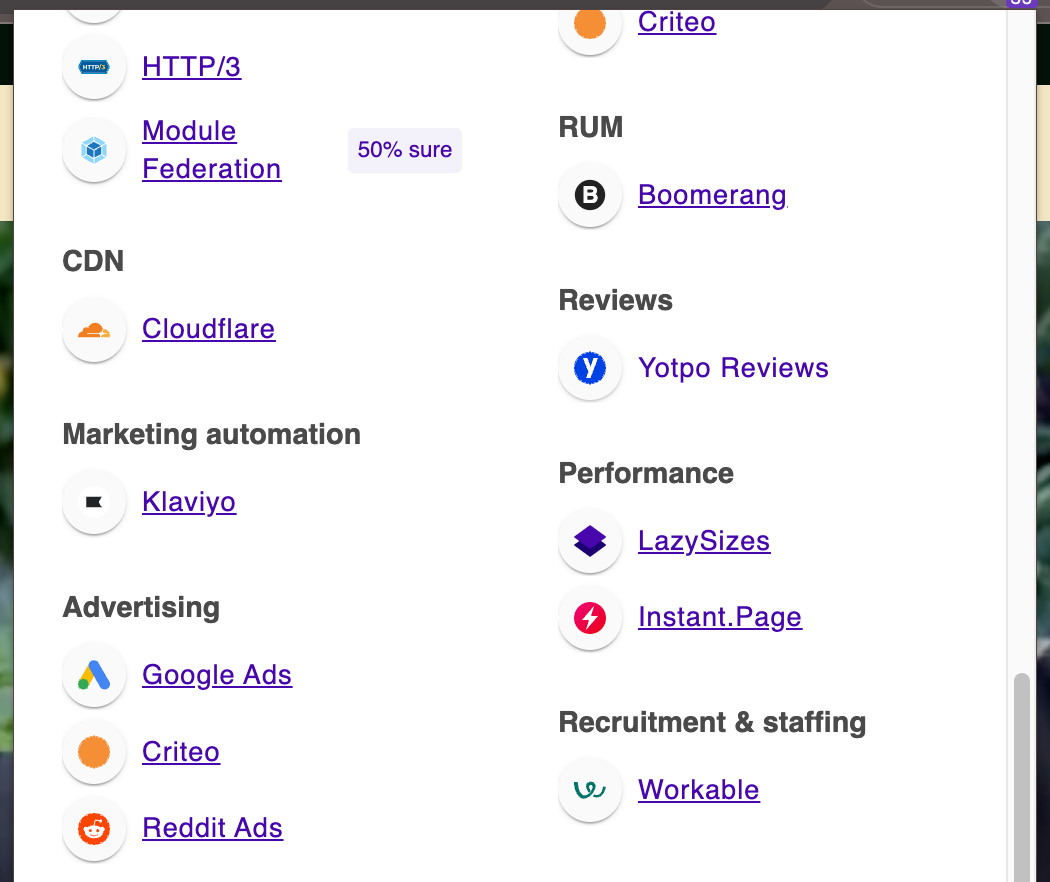 HTTP/3
HTTP/3
Module
Federation
50% sure
CDN
Cloudflare
Marketing automation
Klaviyo
Advertising
Google Ads
Criteo
Reddit Ads
Criteo
RUM
B
Boomerang
Reviews
y
Yotpo Reviews
Performance
LazySizes
Instant.Page
Recruitment & staffing
Workable